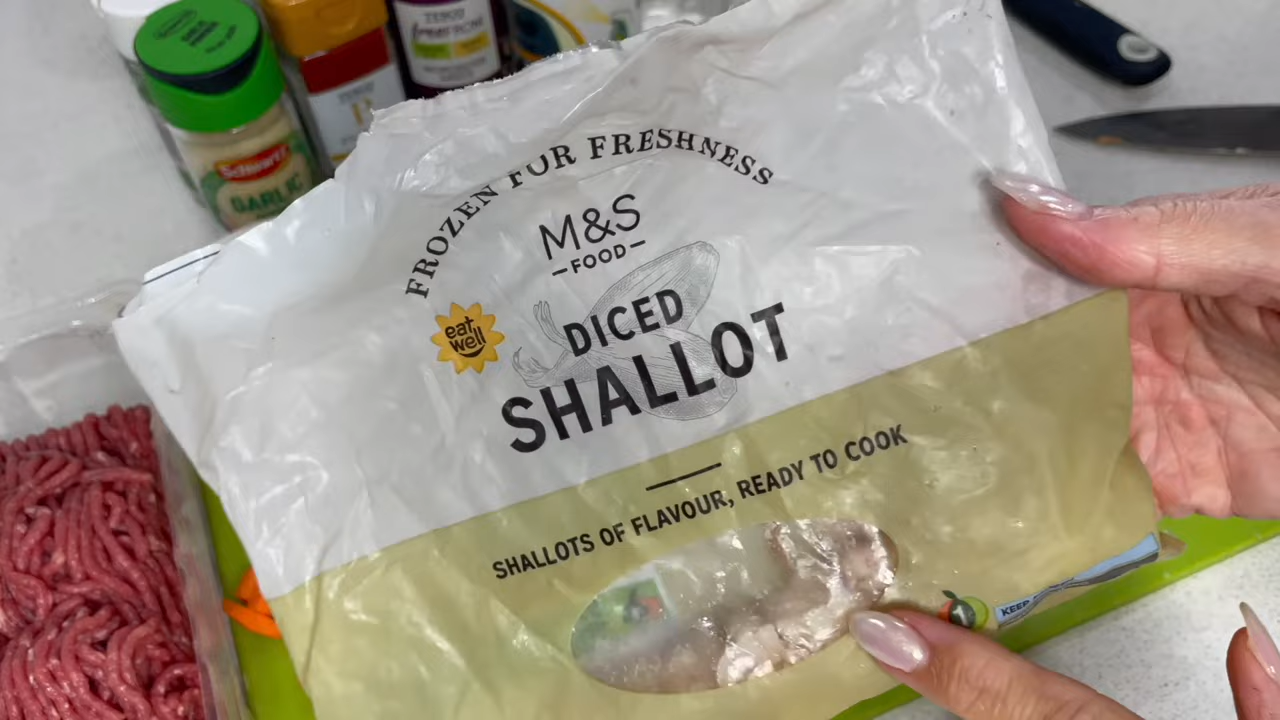 FROZEN FOR FRESHNESS
M&S
FOOD
eat
well
DICED
SHALLOT
SHALLOTS OF FLAVOUR, READY TO COOK
KEEP
Schwartz
GARLIC
TESCO